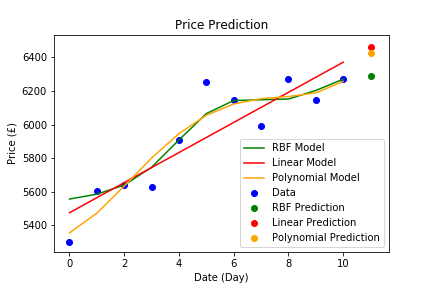 Price Prediction
Price (£)
6400
6200
6000
5800
5600
5400
RBF Model
Linear Model
Polynomial Model
Data
RBF Prediction
Linear Prediction
Polynomial Prediction
0 2 4 6 8 10
Date (Day)